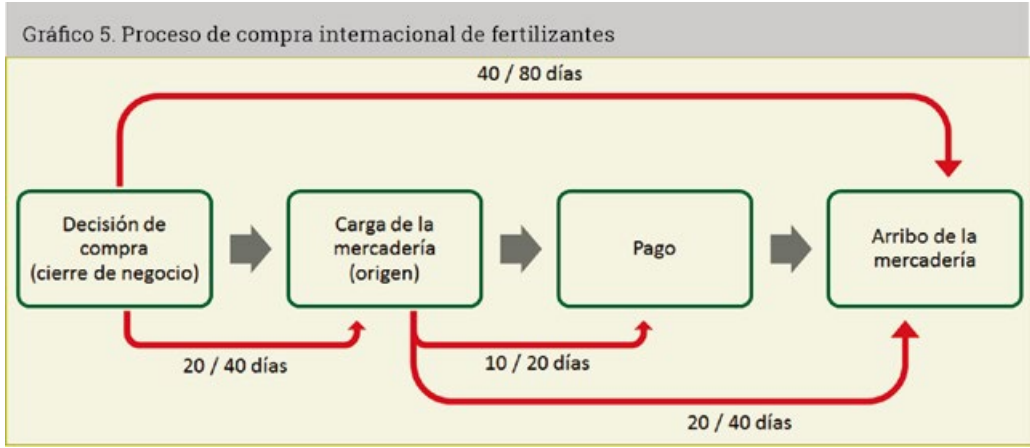 Gráfico 5. Proceso de compra internacional de fertilizantes
40 / 80 días
Decisión de
compra
(cierre de negocio)
Carga de la
mercadería
(origen)
Pago
Arribo de la
mercadería
20 / 40 días
10 / 20 días
20 / 40 días